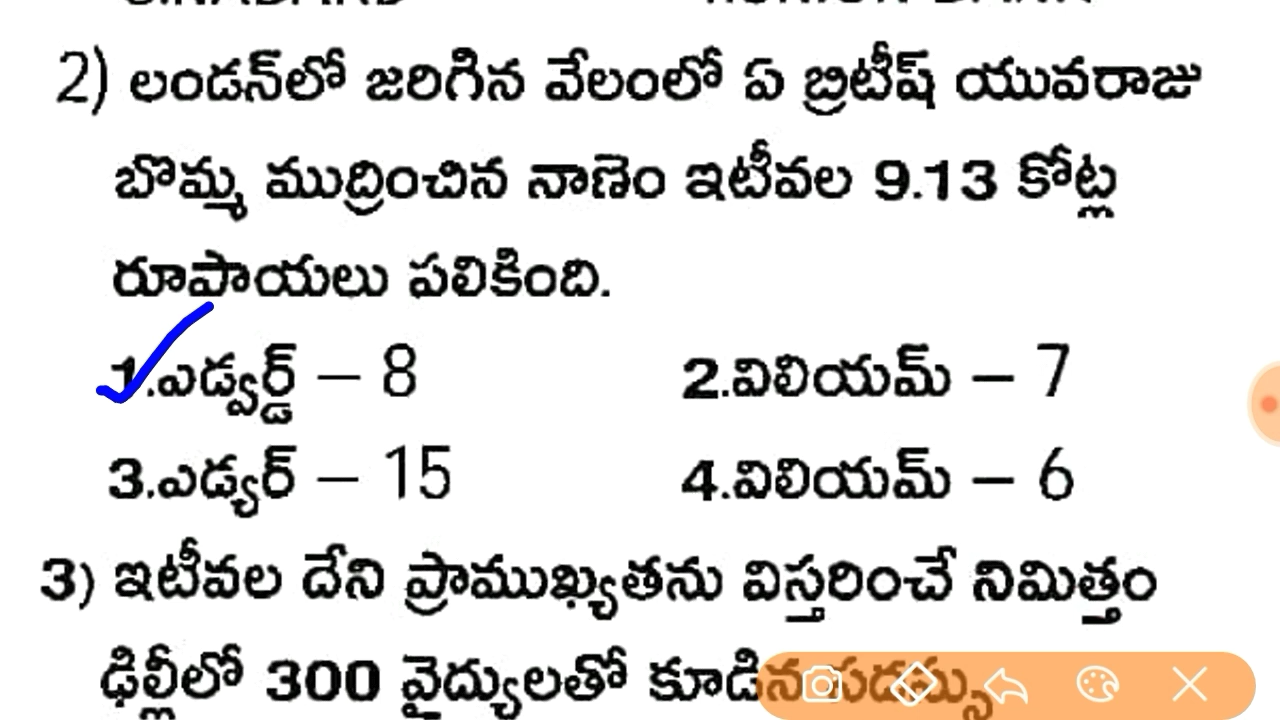 2) లండన్‌లో జరిగిన వేలంలో ఏ బ్రిటీష్ యువరాజు
బొమ్మ ముద్రించిన నాణెం ఇటీవల 9.13 కోట్ల
రూపాయలు పలికింది.
1.ఎడ్వర్డ్ – 8 2.విలియమ్ – 7
3.ఎడ్యర్ – 15 4.విలియమ్ – 6
3) ఇటీవల దేని ప్రాముఖ్యతను విస్తరించే నిమిత్తం
ఢిల్లీలో 300 వైద్యులతో కూడిన